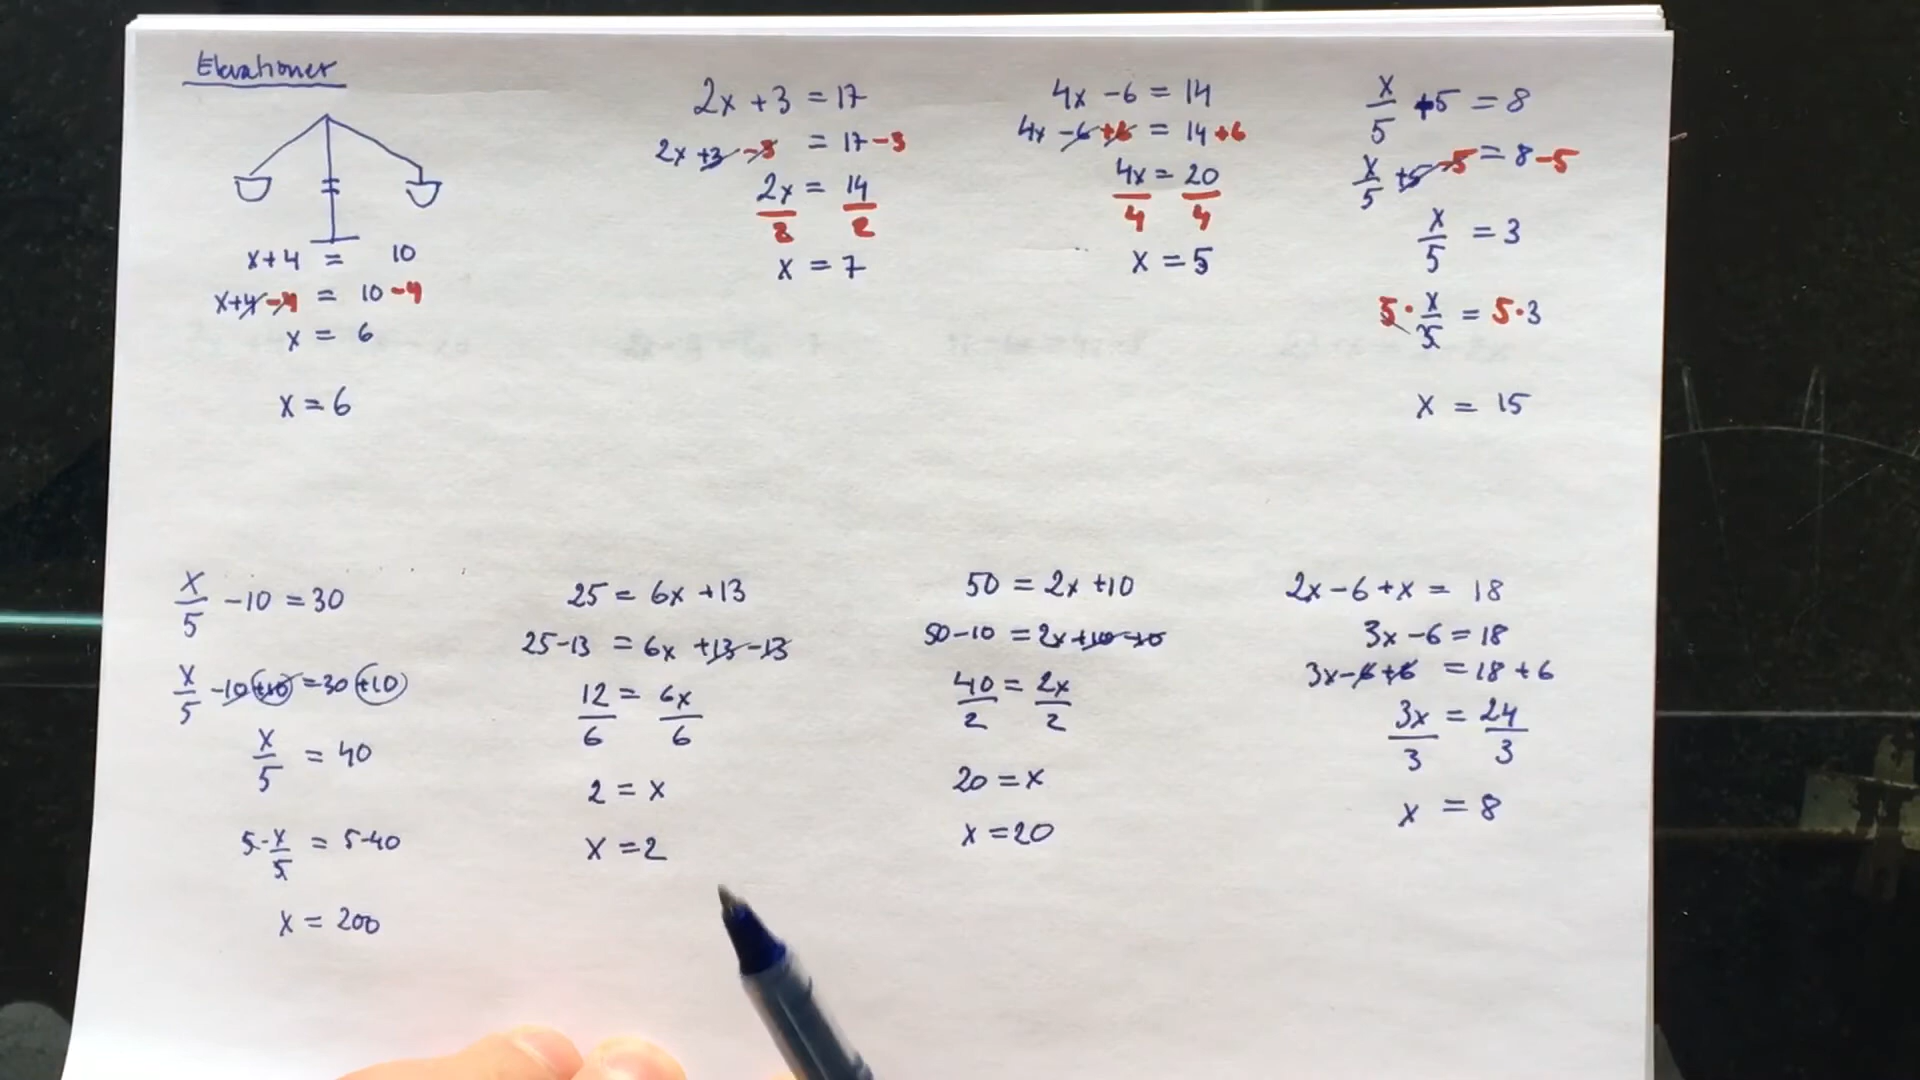 Ekvationer
x+4 = 10
x+4-4 = 10-4
x = 6
x = 6
2x +3 = 17
2x +3 -3 = 17-3
2x/2 = 14/2
x = 7
4x -6 = 14
4x -6+6 = 14+6
4x/4 = 20/4
x = 5
x/5 +5 = 8
x/5 +5 -5 = 8-5
x/5 = 3
5·x/5 = 5·3
x = 15
x/5 -10 = 30
x/5 -10+10 = 30+10
x/5 = 40
5·x/5 = 5·40
x = 200
25 = 6x +13
25-13 = 6x +13-13
12/6 = 6x/6
2 = x
x = 2
50 = 2x +10
50-10 = 2x+10-10
40/2 = 2x/2
20 = x
x = 20
2x-6+x = 18
3x-6 = 18
3x-6+6 = 18+6
3x/3 = 24/3
x = 8